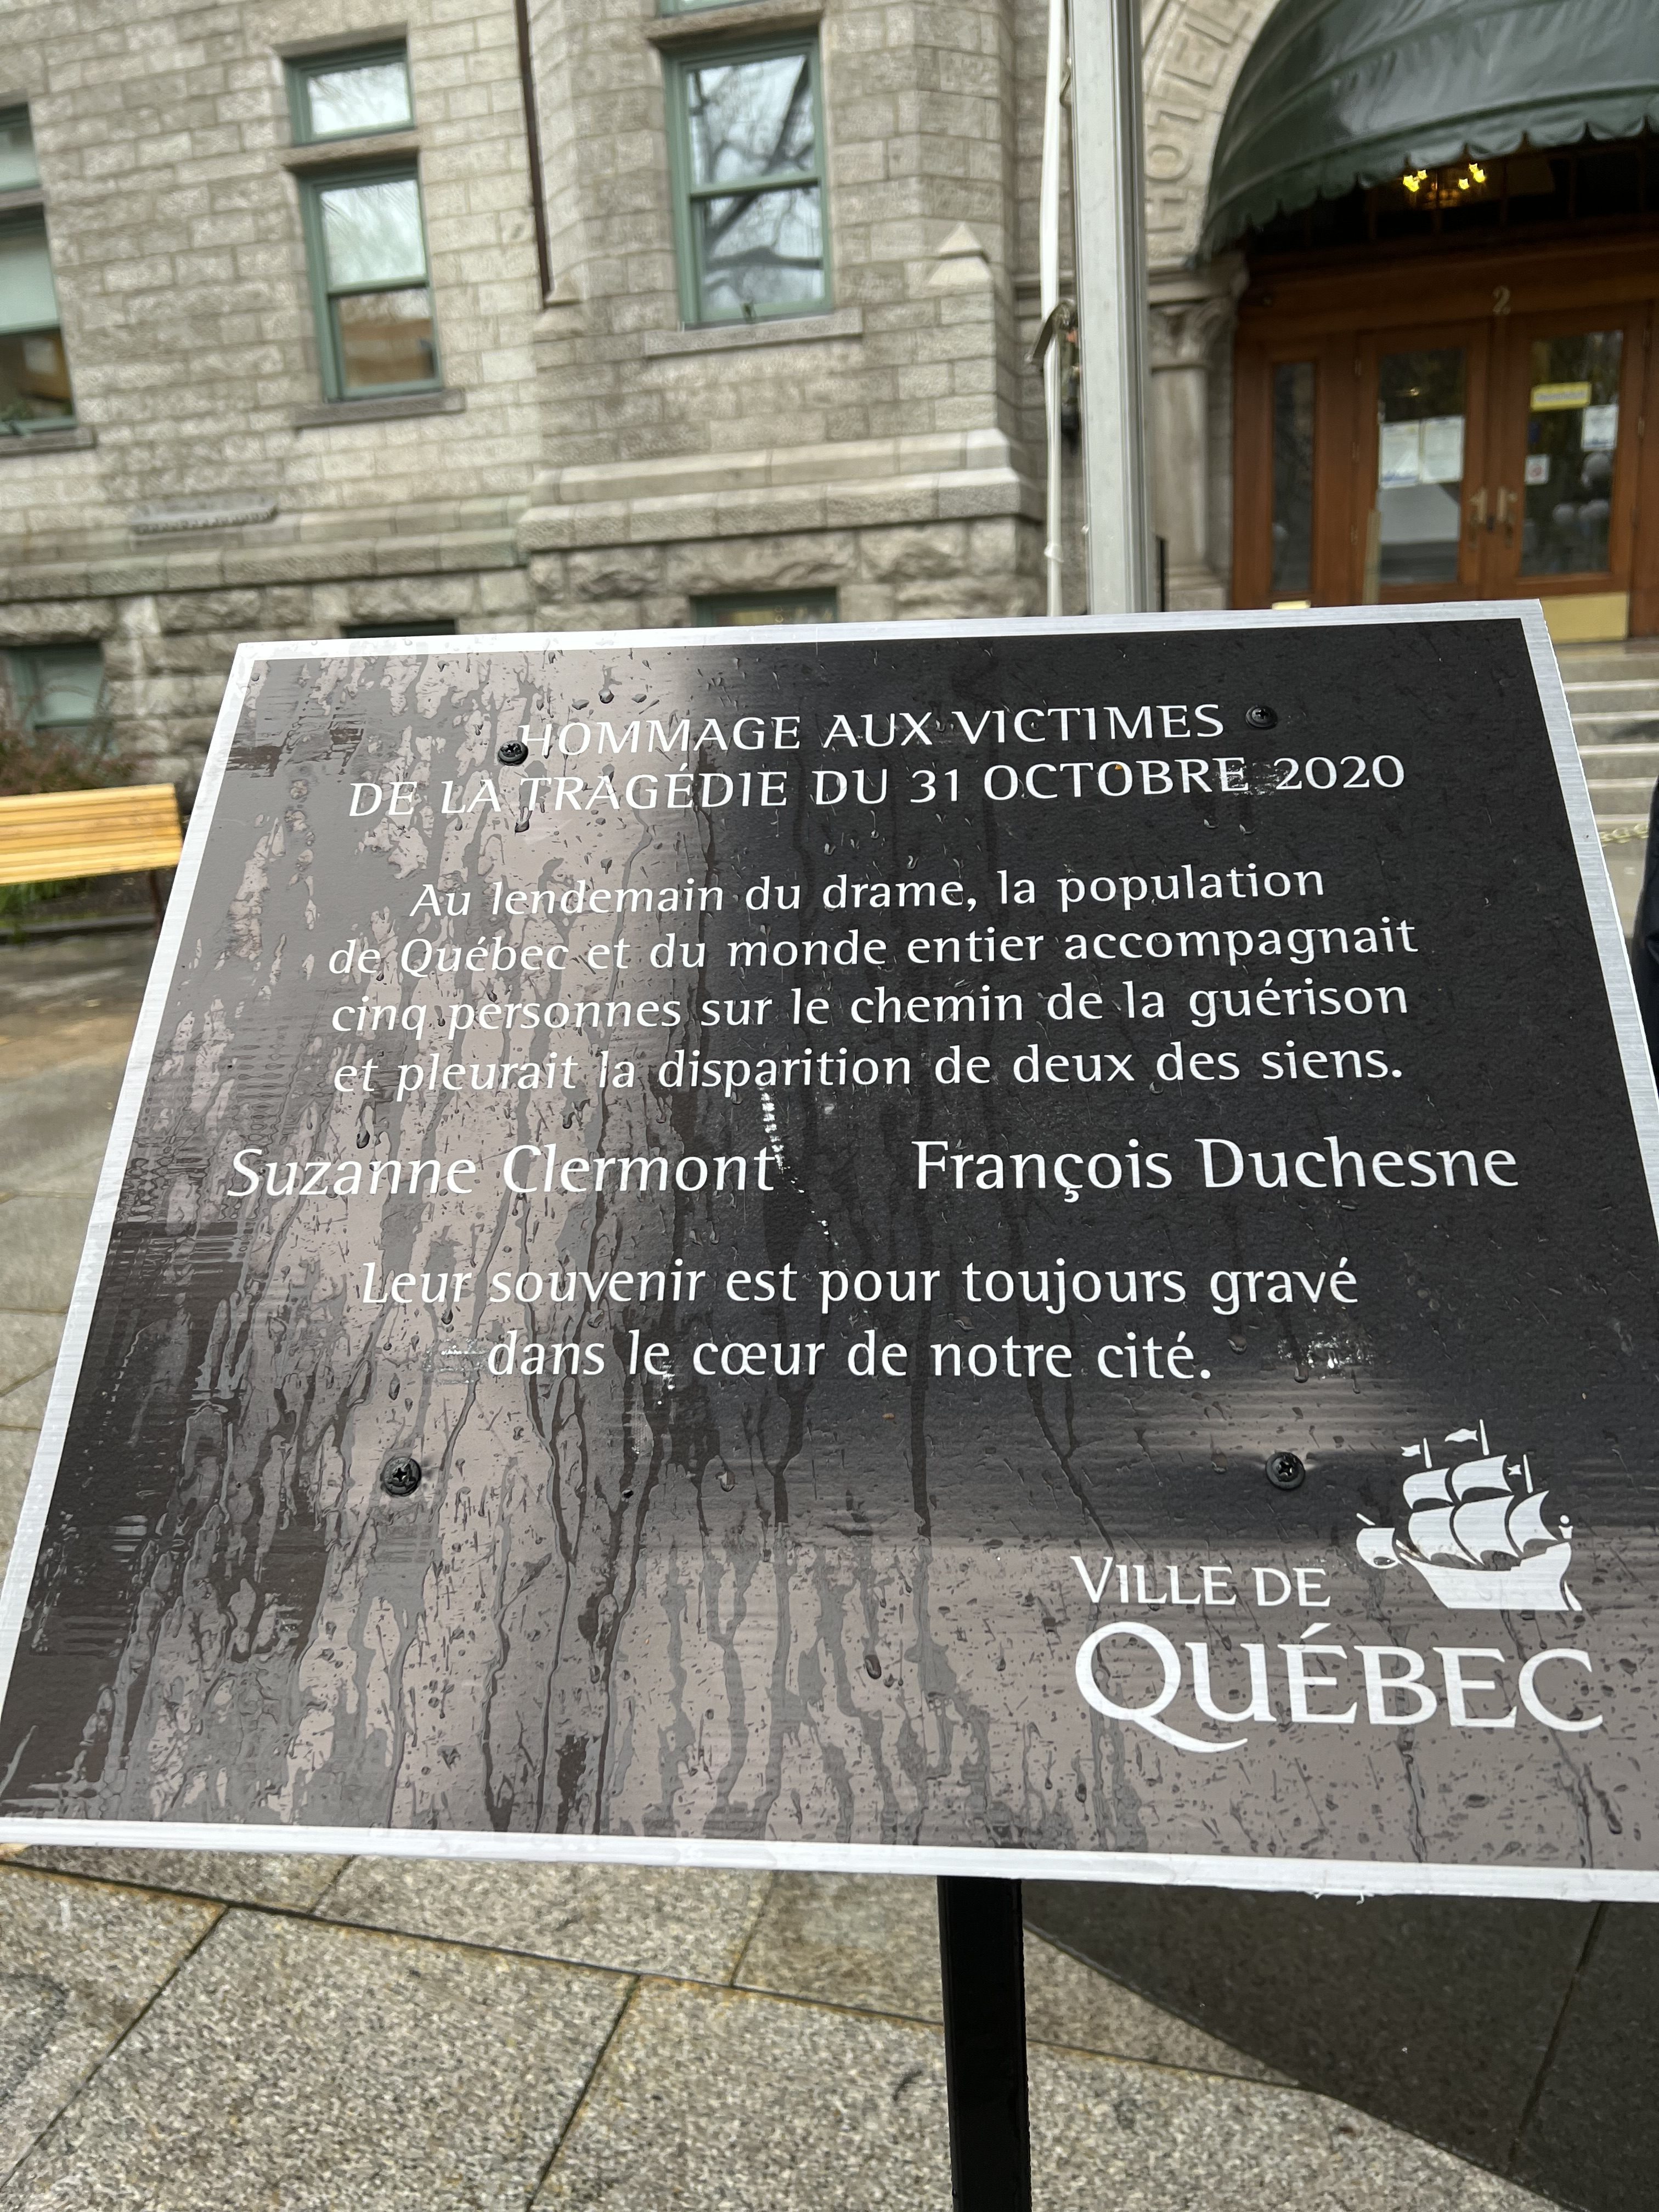 HOTEL
2
HOMMAGE AUX VICTIMES
DE LA TRAGÉDIE DU 31 OCTOBRE 2020
Au lendemain du drame, la population
de Québec et du monde entier accompagnait
cinq personnes sur le chemin de la guérison
et pleurait la disparition de deux des siens.
Suzanne Clermont François Duchesne
Leur souvenir est pour toujours gravé
dans le cœur de notre cité.
VILLE DE
QUÉBEC